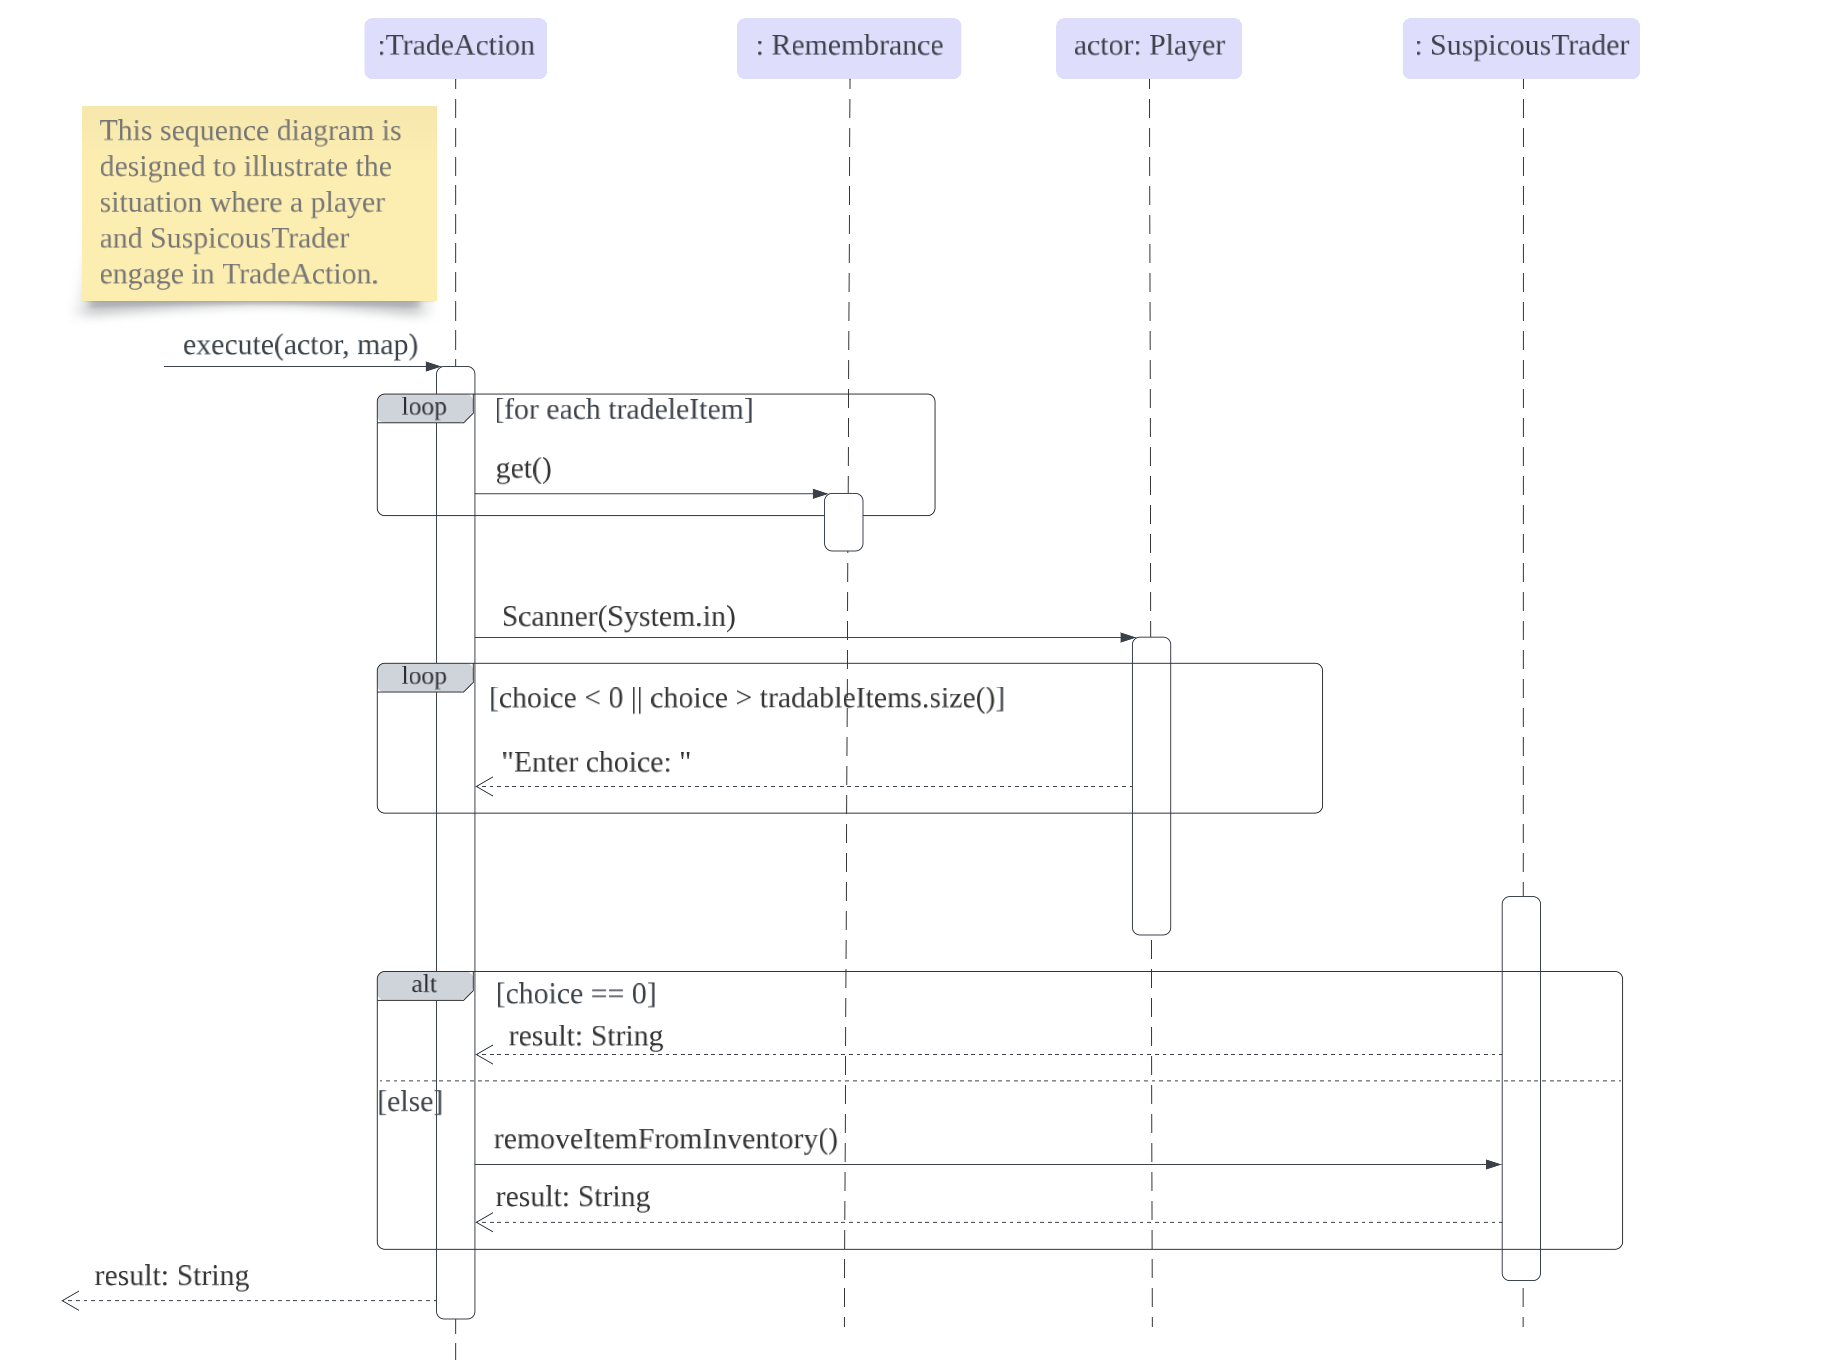 :TradeAction
: Remembrance
actor: Player
: SuspicousTrader
This sequence diagram is
designed to illustrate the
situation where a player
and SuspicousTrader
engage in TradeAction.
execute(actor, map)
loop
[for each tradeleItem]
get()
Scanner(System.in)
loop
[choice < 0 || choice > tradableItems.size()]
"Enter choice: "
alt
[choice == 0]
result: String
[else]
removeItemFromInventory()
result: String
result: String